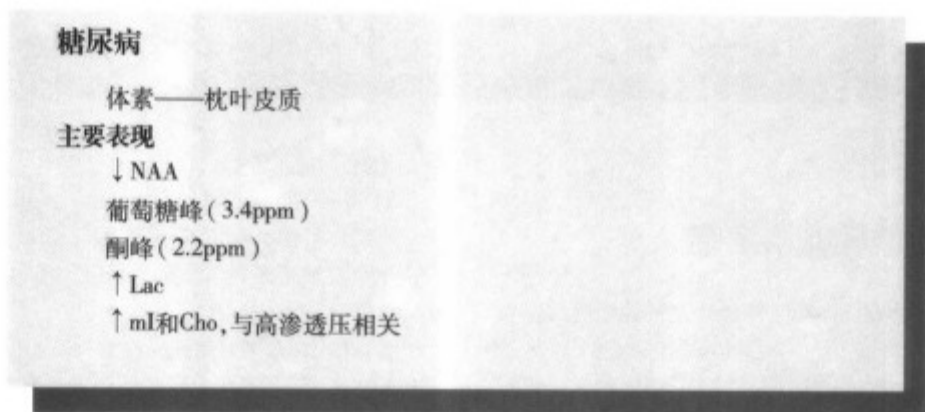 糖尿病
体素——枕叶皮质
主要表现
↓NAA
葡萄糖峰(3.4ppm)
酮峰(2.2ppm)
↑Lac
↑mI和Cho,与高渗透压相关